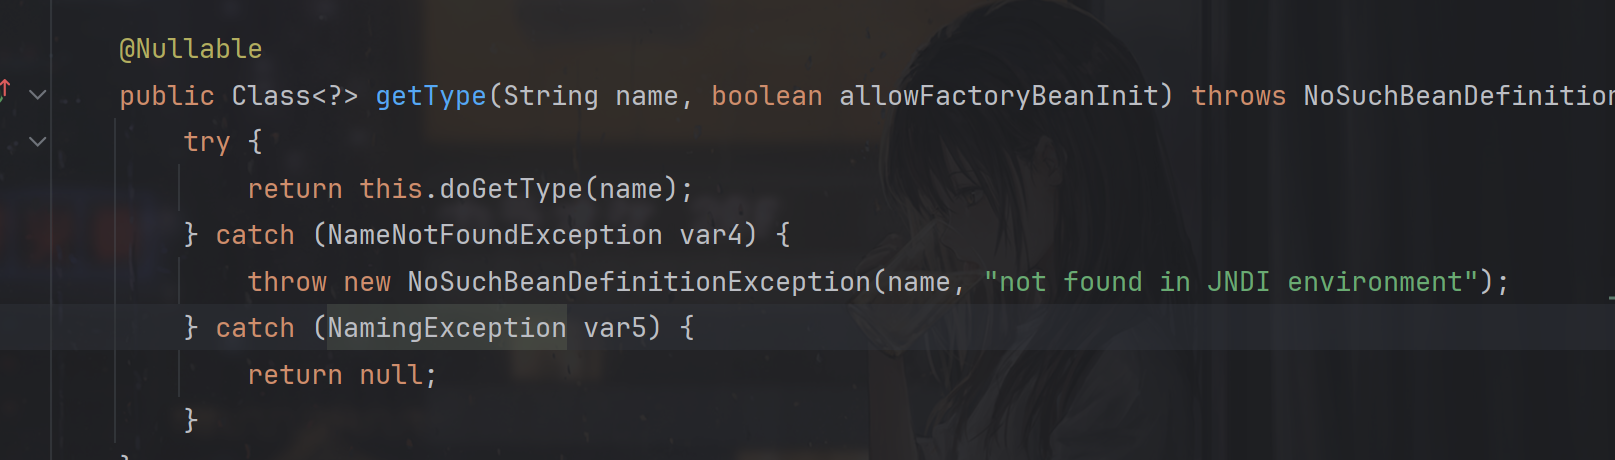 @Nullable
public Class<?> getType(String name, boolean allowFactoryBeanInit) throws NoSuchBeanDefinition
try {
return this.doGetType(name);
} catch (NameNotFoundException var4) {
throw new NoSuchBeanDefinitionException(name, "not found in JNDI environment");
} catch (NamingException var5) {
return null;
}